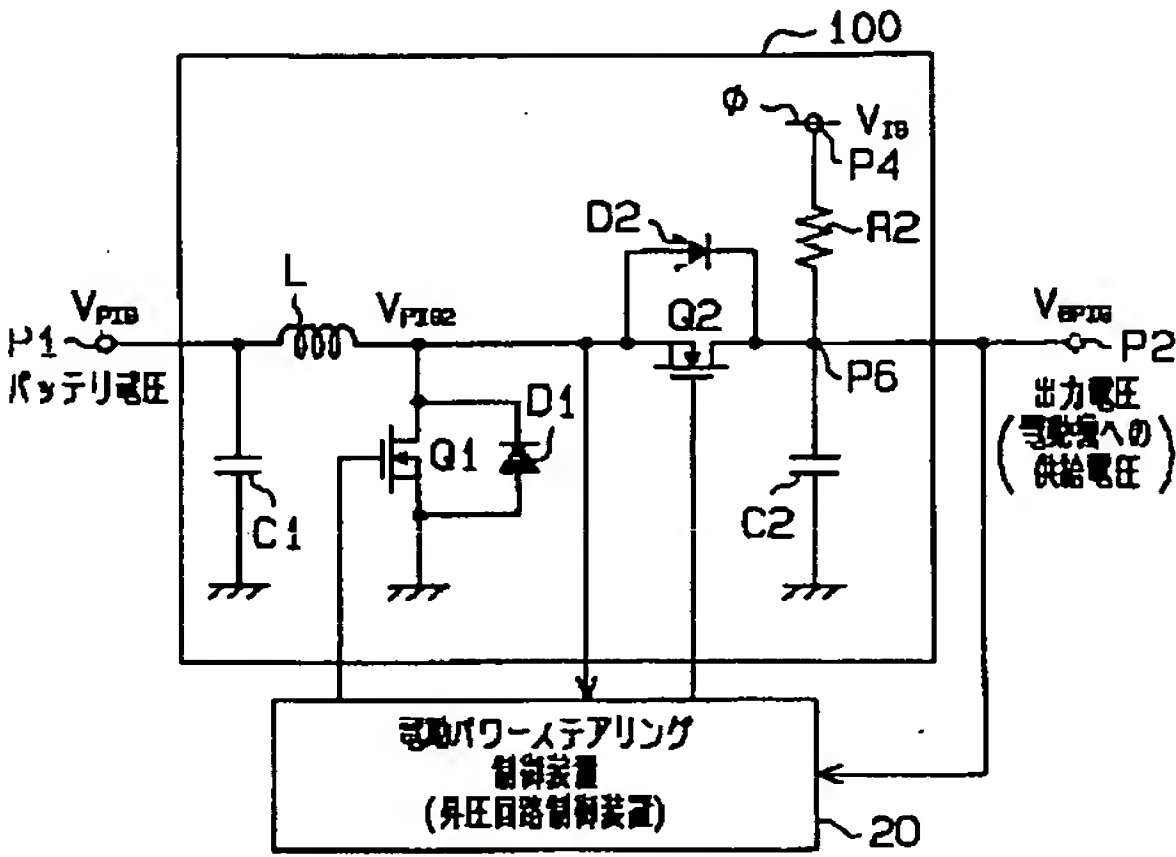 100
Φ
V_IG
P4
D2
R2
L
V_PIG
V_PIG2
Q2
V_BPIG
P1
P2
バッテリ電圧
P6
D1
出力電圧
Q1
(電動機への
供給電圧)
C1
C2
電動パワーステアリング
制御装置
(昇圧回路制御装置)
20